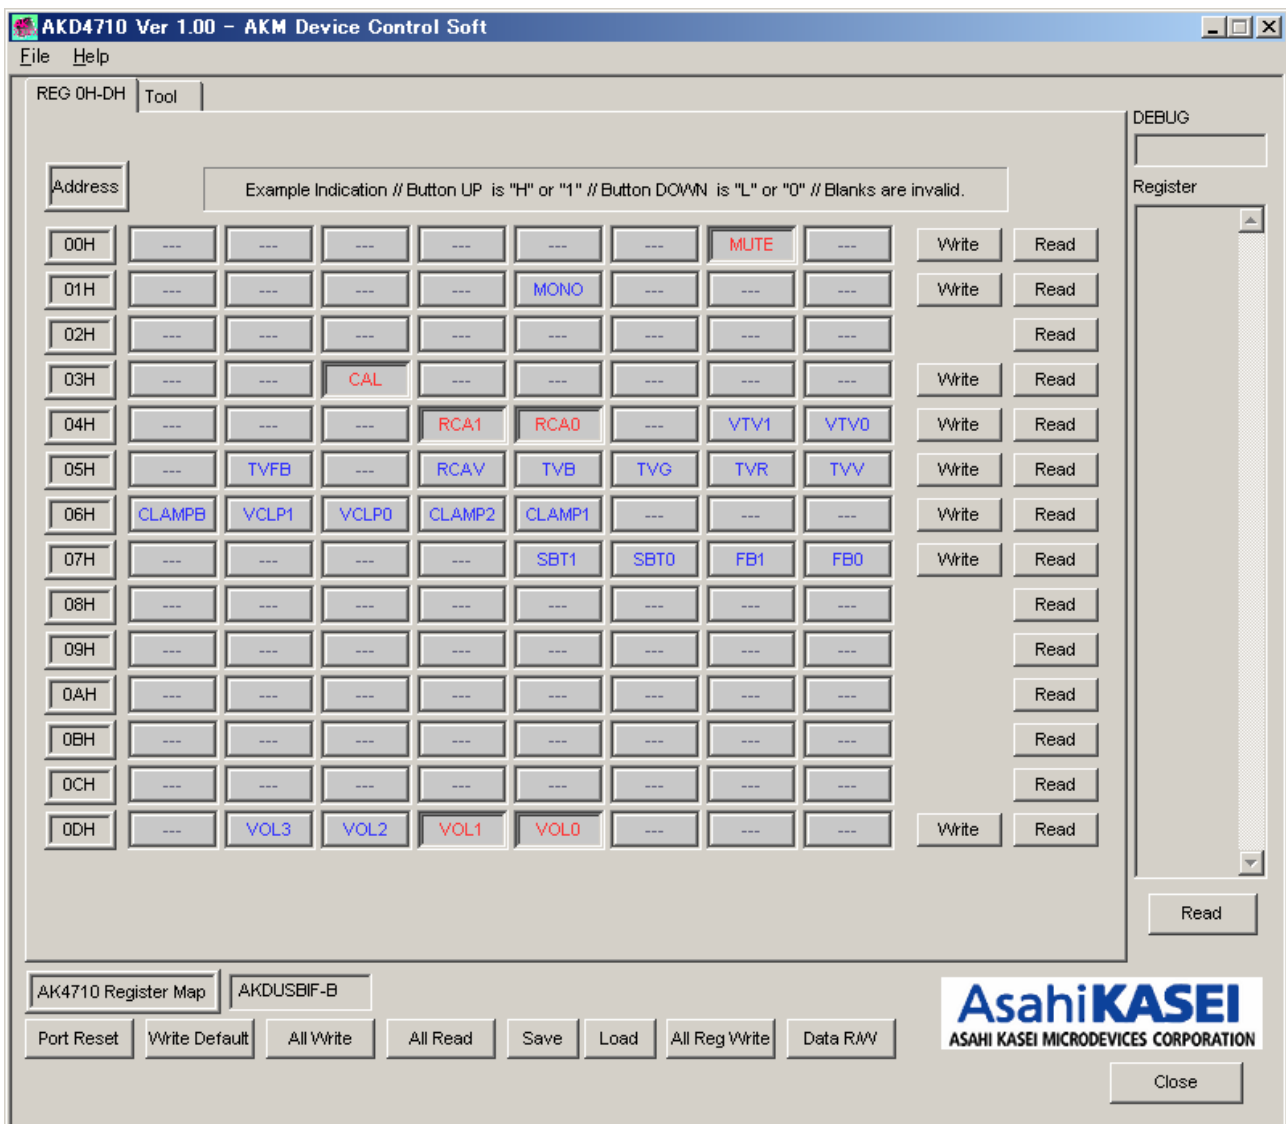 AKD4710 Ver 1.00 - AKM Device Control Soft
File Help
REG 0H-DH Tool
DEBUG
Address Example Indication // Button UP is "H" or "1" // Button DOWN is "L" or "0" // Blanks are invalid. Register
00H --- --- --- --- --- --- MUTE --- Write Read
01H --- --- --- --- MONO --- --- --- Write Read
02H --- --- --- --- --- --- --- --- Read
03H --- --- CAL --- --- --- --- --- Write Read
04H --- --- --- RCA1 RCA0 --- VTV1 VTV0 Write Read
05H --- TVFB --- RCAV TVB TVG TVR TVV Write Read
06H CLAMPB VCLP1 VCLP0 CLAMP2 CLAMP1 --- --- --- Write Read
07H --- --- --- --- SBT1 SBT0 FB1 FB0 Write Read
08H --- --- --- --- --- --- --- --- Read
09H --- --- --- --- --- --- --- --- Read
0AH --- --- --- --- --- --- --- --- Read
0BH --- --- --- --- --- --- --- --- Read
0CH --- --- --- --- --- --- --- --- Read
0DH --- VOL3 VOL2 VOL1 VOL0 --- --- --- Write Read
Read
AK4710 Register Map AKDUSBIF-B
AsahiKASEI
ASAHI KASEI MICRODEVICES CORPORATION
Port Reset Write Default All Write All Read Save Load All Reg Write Data R/W
Close